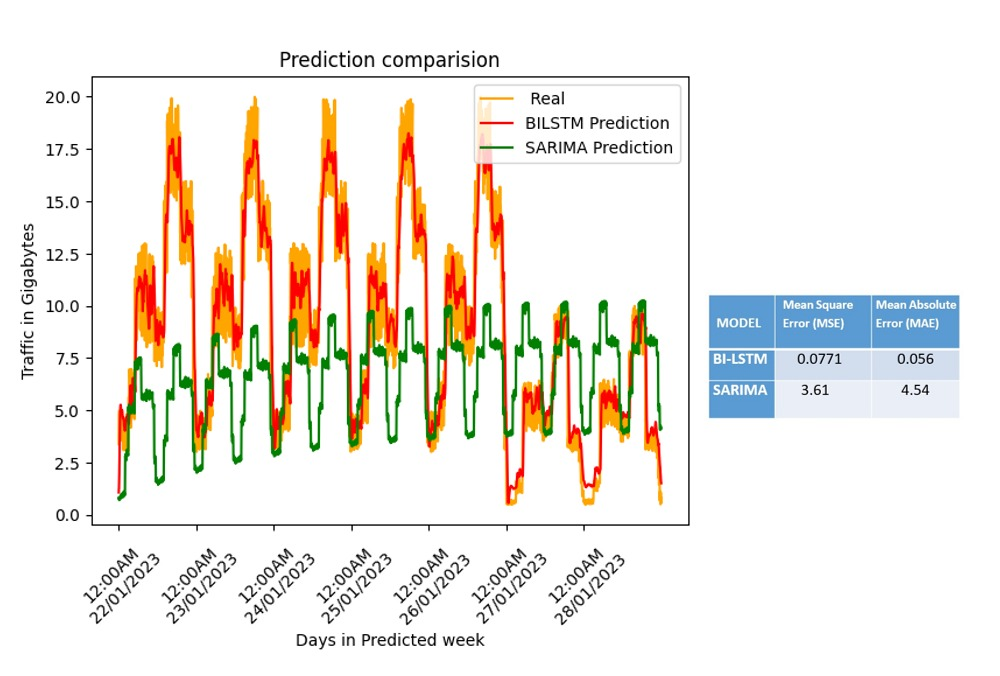 Prediction comparision
Real
BILSTM Prediction
SARIMA Prediction
Traffic in Gigabytes
20.0
17.5
15.0
12.5
10.0
7.5
5.0
2.5
0.0
12:00AM
22/01/2023
12:00AM
23/01/2023
12:00AM
24/01/2023
12:00AM
25/01/2023
12:00AM
26/01/2023
12:00AM
27/01/2023
12:00AM
28/01/2023
Days in Predicted week
MODEL
Mean Square
Error (MSE)
Mean Absolute
Error (MAE)
BI-LSTM 0.0771 0.056
SARIMA 3.61 4.54